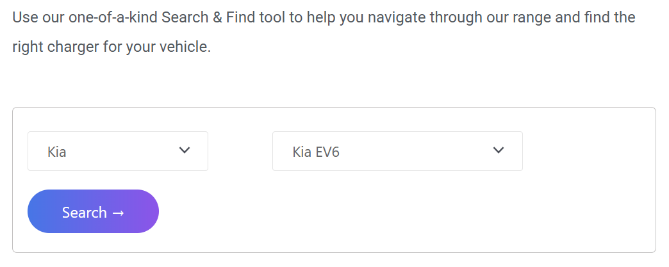 Use our one-of-a-kind Search & Find tool to help you navigate through our range and find the
right charger for your vehicle.
Kia
Kia EV6
Search →